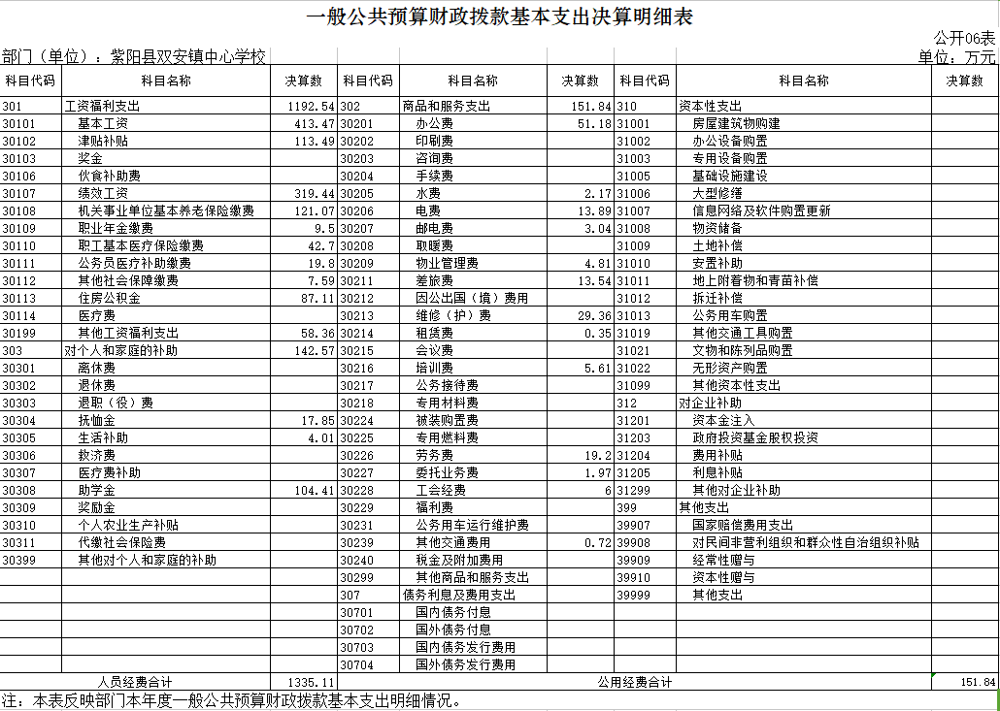 一般公共预算财政拨款基本支出决算明细表
公开06表
部门（单位）：紫阳县双安镇中心学校 单位：万元
科目代码 科目名称 决算数 科目代码 科目名称 决算数 科目代码 科目名称 决算数
301 工资福利支出 1192.54 302 商品和服务支出 151.84 310 资本性支出
30101 基本工资 413.47 30201 办公费 51.18 31001 房屋建筑物购建
30102 津贴补贴 113.49 30202 印刷费 31002 办公设备购置
30103 奖金 30203 咨询费 31003 专用设备购置
30106 伙食补助费 30204 手续费 31005 基础设施建设
30107 绩效工资 319.44 30205 水费 2.17 31006 大型修缮
30108 机关事业单位基本养老保险缴费 121.07 30206 电费 13.89 31007 信息网络及软件购置更新
30109 职业年金缴费 9.5 30207 邮电费 3.04 31008 物资储备
30110 职工基本医疗保险缴费 42.7 30208 取暖费 31009 土地补偿
30111 公务员医疗补助缴费 19.8 30209 物业管理费 4.81 31010 安置补助
30112 其他社会保障缴费 7.59 30211 差旅费 13.54 31011 地上附着物和青苗补偿
30113 住房公积金 87.11 30212 因公出国（境）费用 31012 拆迁补偿
30114 医疗费 30213 维修（护）费 29.36 31013 公务用车购置
30199 其他工资福利支出 58.36 30214 租赁费 0.35 31019 其他交通工具购置
303 对个人和家庭的补助 142.57 30215 会议费 31021 文物和陈列品购置
30301 离休费 30216 培训费 5.61 31022 无形资产购置
30302 退休费 30217 公务接待费 31099 其他资本性支出
30303 退职（役）费 30218 专用材料费 312 对企业补助
30304 抚恤金 17.85 30224 被装购置费 31201 资本金注入
30305 生活补助 4.01 30225 专用燃料费 31203 政府投资基金股权投资
30306 救济费 30226 劳务费 19.2 31204 费用补贴
30307 医疗费补助 30227 委托业务费 1.97 31205 利息补贴
30308 助学金 104.41 30228 工会经费 6 31299 其他对企业补助
30309 奖励金 30229 福利费 399 其他支出
30310 个人农业生产补贴 30231 公务用车运行维护费 39907 国家赔偿费用支出
30311 代缴社会保险费 30239 其他交通费用 0.72 39908 对民间非营利组织和群众性自治组织补贴
30399 其他对个人和家庭的补助 30240 税金及附加费用 39909 经常性赠与
30299 其他商品和服务支出 39910 资本性赠与
307 债务利息及费用支出 39999 其他支出
30701 国内债务付息
30702 国外债务付息
30703 国内债务发行费用
30704 国外债务发行费用
人员经费合计 1335.11 公用经费合计 151.84
注：本表反映部门本年度一般公共预算财政拨款基本支出明细情况。